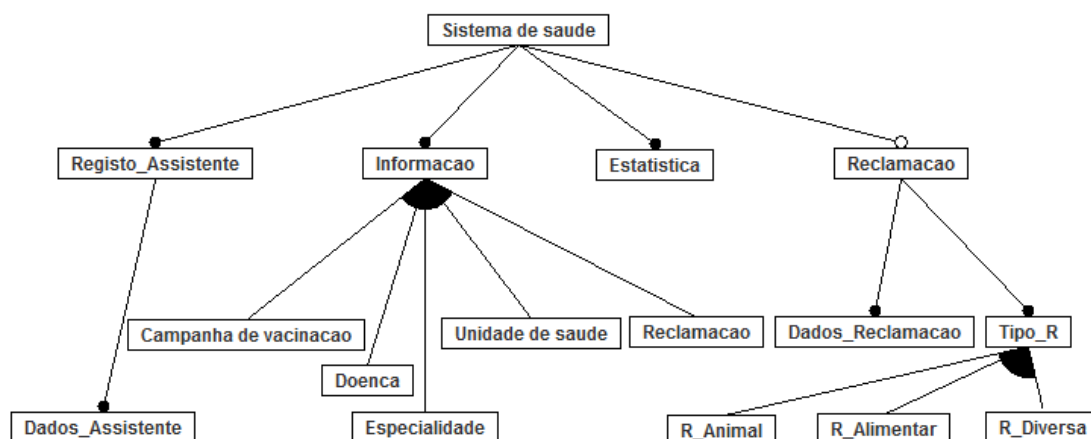 Sistema de saude
Registo_Assistente
Informacao
Estatistica
Reclamacao
Campanha de vacinacao
Unidade de saude
Reclamacao
Dados_Reclamacao
Tipo_R
Doenca
Dados_Assistente
Especialidade
R_Animal
R_Alimentar
R_Diversa